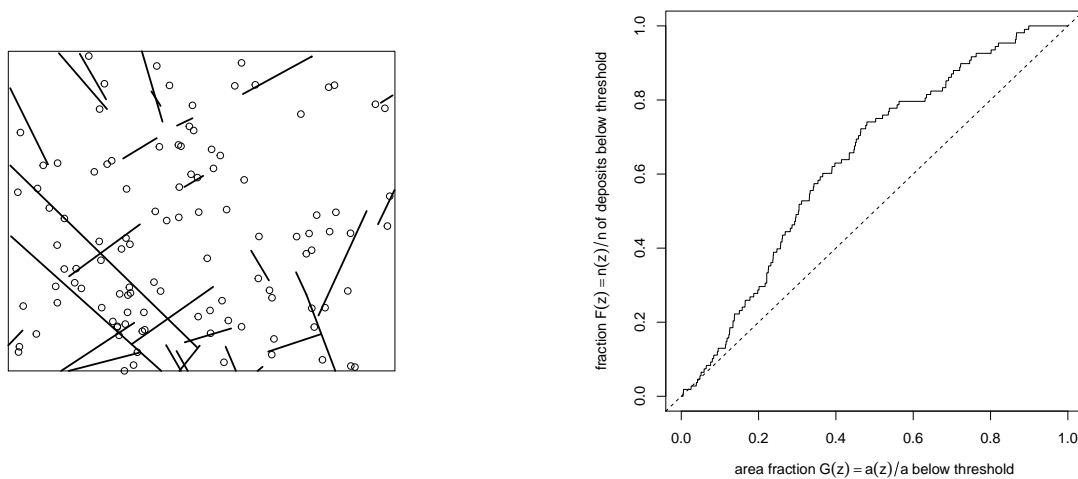 fraction F(z) = n(z)/n of deposits below threshold
1.0
0.8
0.6
0.4
0.2
0.0
0.0 0.2 0.4 0.6 0.8 1.0
area fraction G(z) = a(z)/a below threshold